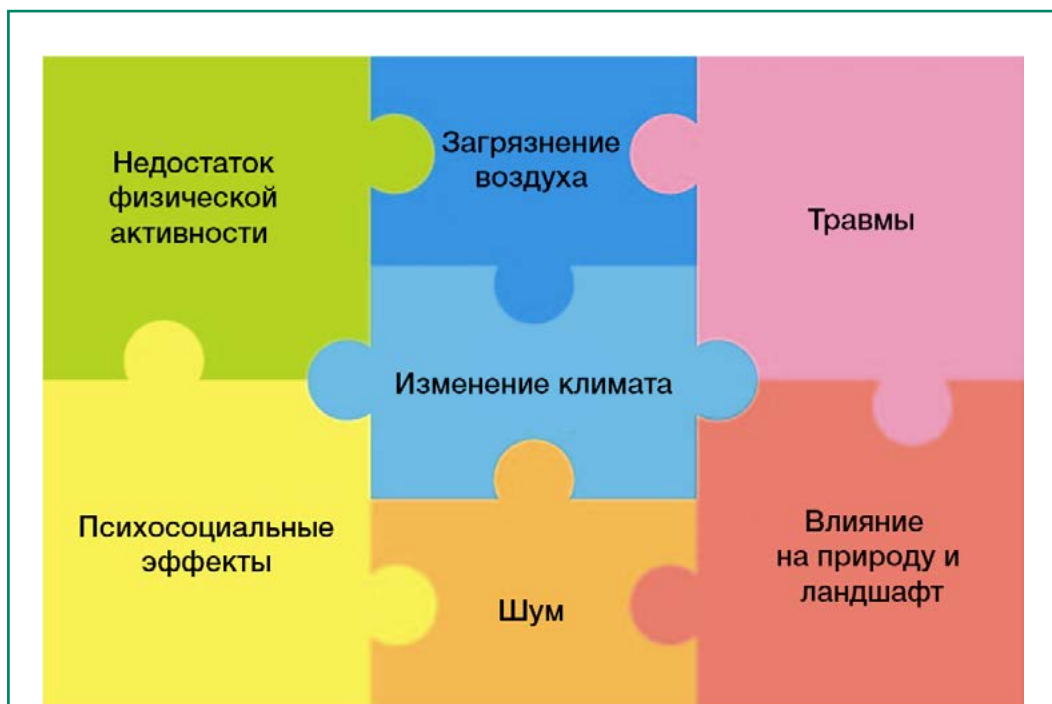 Недостаток
физической
активности
Загрязнение
воздуха
Травмы
Изменение климата
Психосоциальные
эффекты
Шум
Влияние
на природу и
ландшафт